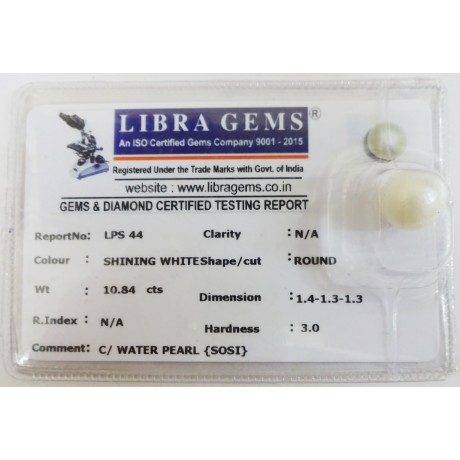 LIBRA GEMS®
An ISO Certified Gems Company 9001 - 2015
Registered Under the Trade Marks with Govt. of India
website : www.libragems.co.in
GEMS & DIAMOND CERTIFIED TESTING REPORT
ReportNo: LPS 44 Clarity : N/A
Colour : SHINING WHITE Shape/cut : ROUND
Wt : 10.84 cts Dimension : 1.4-1.3-1.3
R.Index : N/A Hardness : 3.0
Comment: C/ WATER PEARL {SOSI}